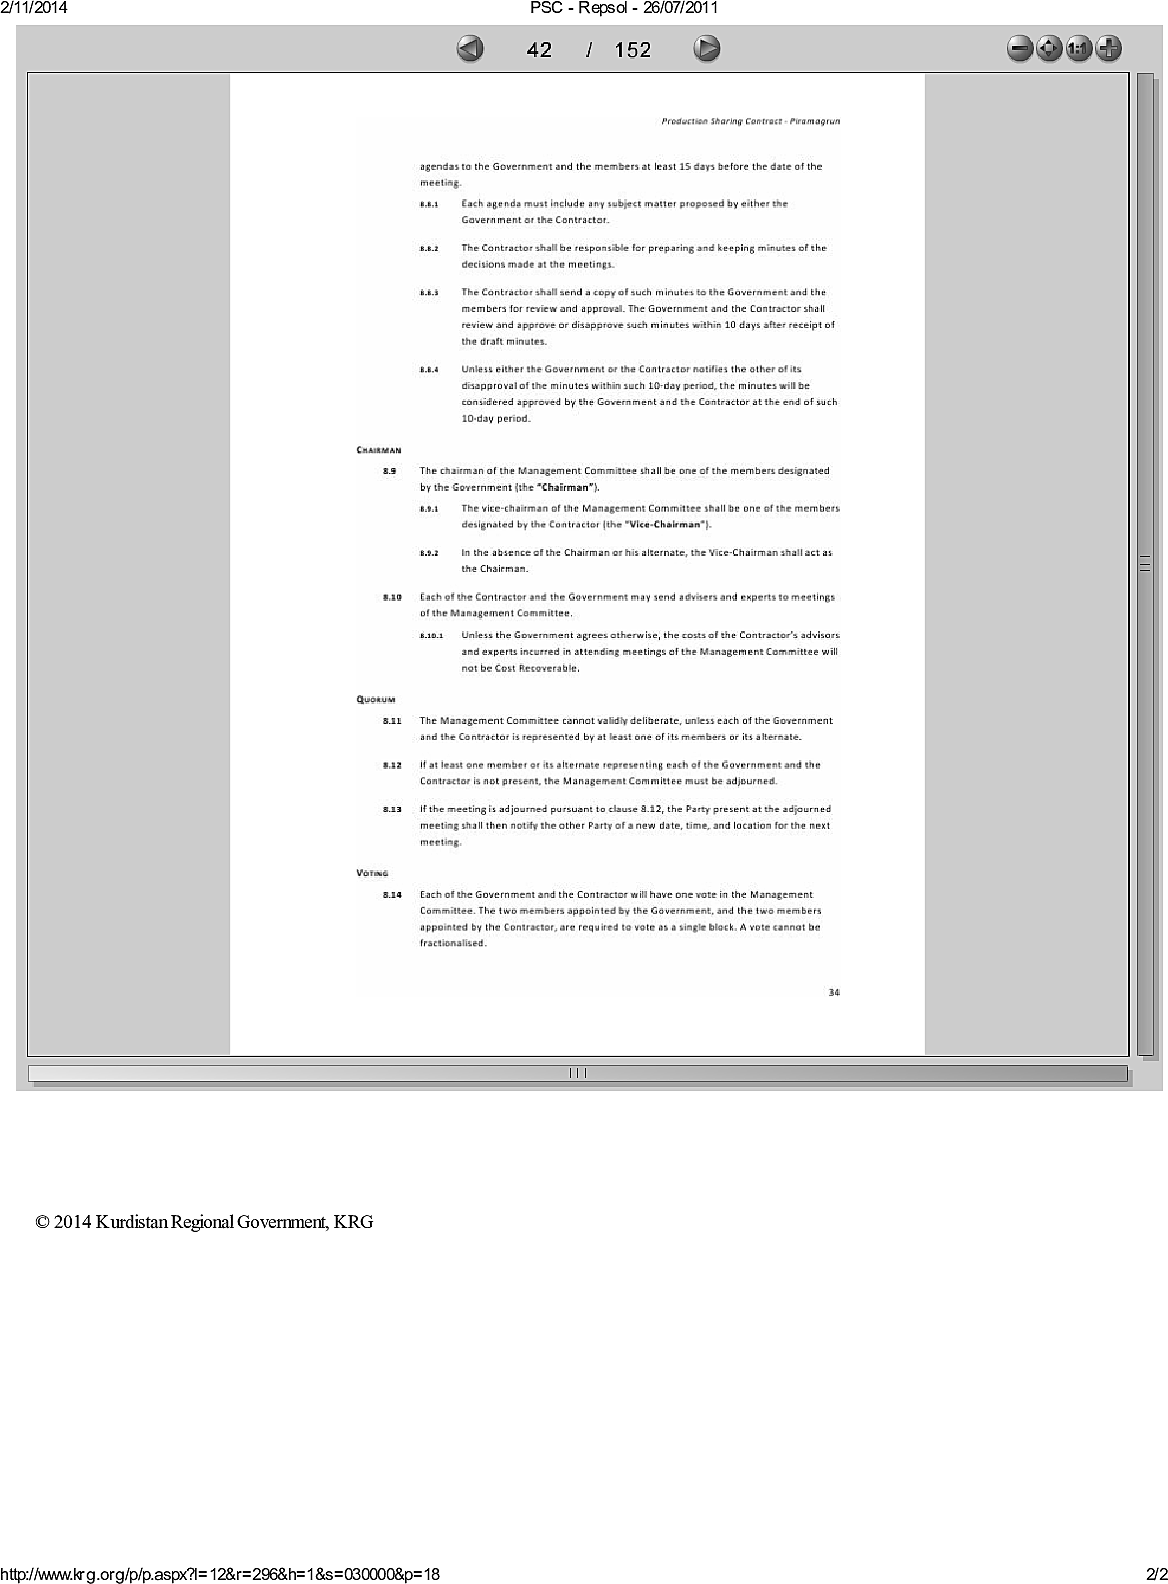 2/11/2014
PSC - Repsol - 26/07/2011
42 / 152
1:1
Production Sharing Contract - Piramagrun
agendas to the Government and the members at least 15 days before the date of the
meeting.
8.8.1 Each agenda must include any subject matter proposed by either the
Government or the Contractor.
8.8.2 The Contractor shall be responsible for preparing and keeping minutes of the
decisions made at the meetings.
8.8.3 The Contractor shall send a copy of such minutes to the Government and the
members for review and approval. The Government and the Contractor shall
review and approve or disapprove such minutes within 10 days after receipt of
the draft minutes.
8.8.4 Unless either the Government or the Contractor notifies the other of its
disapproval of the minutes within such 10-day period, the minutes will be
considered approved by the Government and the Contractor at the end of such
10-day period.
CHAIRMAN
8.9 The chairman of the Management Committee shall be one of the members designated
by the Government (the "Chairman").
8.9.1 The vice-chairman of the Management Committee shall be one of the members
designated by the Contractor (the "Vice-Chairman").
8.9.2 In the absence of the Chairman or his alternate, the Vice-Chairman shall act as
the Chairman.
8.10 Each of the Contractor and the Government may send advisers and experts to meetings
of the Management Committee.
8.10.1 Unless the Government agrees otherwise, the costs of the Contractor's advisors
and experts incurred in attending meetings of the Management Committee will
not be Cost Recoverable.
QUORUM
8.11 The Management Committee cannot validly deliberate, unless each of the Government
and the Contractor is represented by at least one of its members or its alternate.
8.12 If at least one member or its alternate representing each of the Government and the
Contractor is not present, the Management Committee must be adjourned.
8.13 If the meeting is adjourned pursuant to clause 8.12, the Party present at the adjourned
meeting shall then notify the other Party of a new date, time, and location for the next
meeting.
VOTING
8.14 Each of the Government and the Contractor will have one vote in the Management
Committee. The two members appointed by the Government, and the two members
appointed by the Contractor, are required to vote as a single block. A vote cannot be
fractionalised.
34
© 2014 Kurdistan Regional Government, KRG
http://www.krg.org/p/p.aspx?l=12&r=296&h=1&s=030000&p=18
2/2